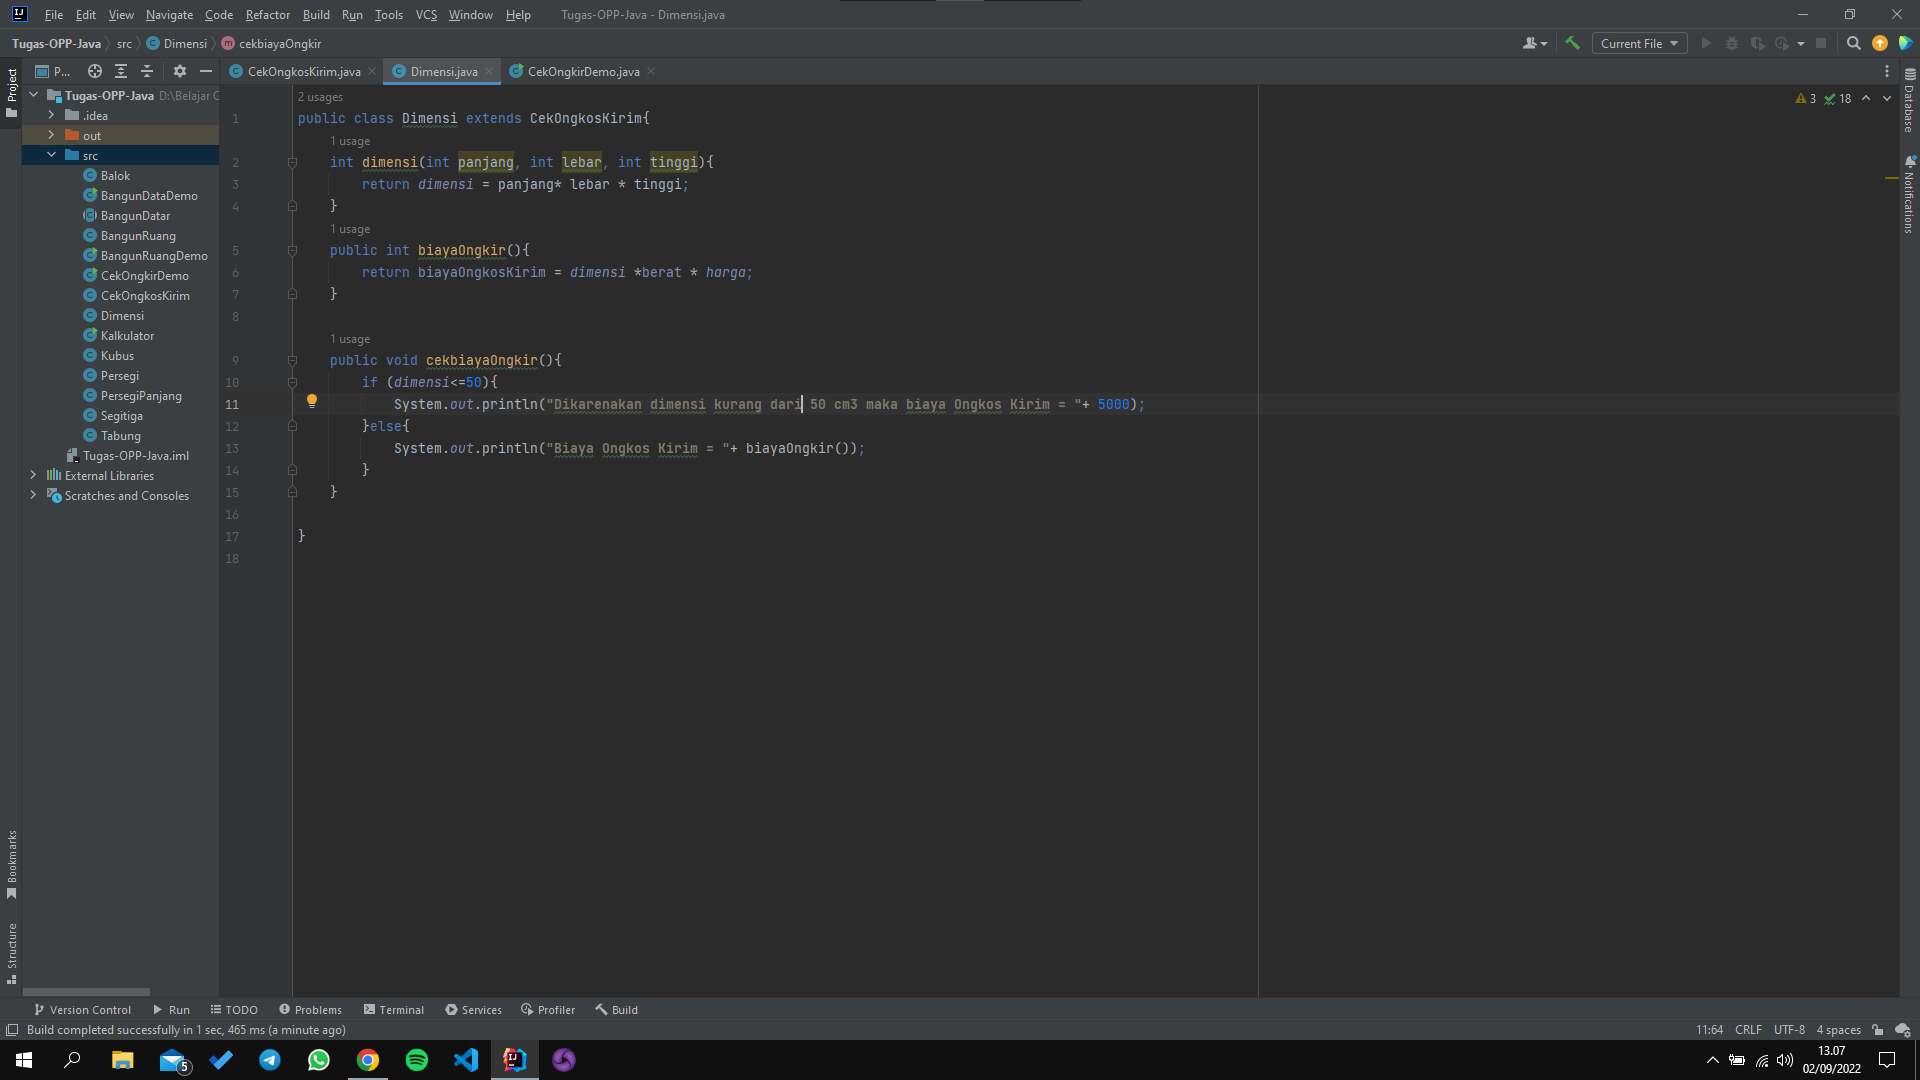 File Edit View Navigate Code Refactor Build Run Tools VCS Window Help Tugas-OPP-Java - Dimensi.java
Tugas-OPP-Java src Dimensi cekbiayaOngkir
Current File
Project
P...
CekOngkosKirim.java Dimensi.java CekOngkirDemo.java
Tugas-OPP-Java D:\Belajar C
.idea
out
src
Balok
BangunDataDemo
BangunDatar
BangunRuang
BangunRuangDemo
CekOngkirDemo
CekOngkosKirim
Dimensi
Kalkulator
Kubus
Persegi
PersegiPanjang
Segitiga
Tabung
Tugas-OPP-Java.iml
External Libraries
Scratches and Consoles
2 usages
3 18
1 public class Dimensi extends CekOngkosKirim{
1 usage
2 int dimensi(int panjang, int lebar, int tinggi){
3 return dimensi = panjang* lebar * tinggi;
4 }
1 usage
5 public int biayaOngkir(){
6 return biayaOngkosKirim = dimensi *berat * harga;
7 }
8
1 usage
9 public void cekbiayaOngkir(){
10 if (dimensi<=50){
11 System.out.println("Dikarenakan dimensi kurang dari 50 cm3 maka biaya Ongkos Kirim = "+ 5000);
12 }else{
13 System.out.println("Biaya Ongkos Kirim = "+ biayaOngkir());
14 }
15 }
16
17 }
18
Database
Notifications
Bookmarks
Structure
Version Control Run TODO Problems Terminal Services Profiler Build
Build completed successfully in 1 sec, 465 ms (a minute ago)
11:64 CRLF UTF-8 4 spaces
5
13.07
02/09/2022